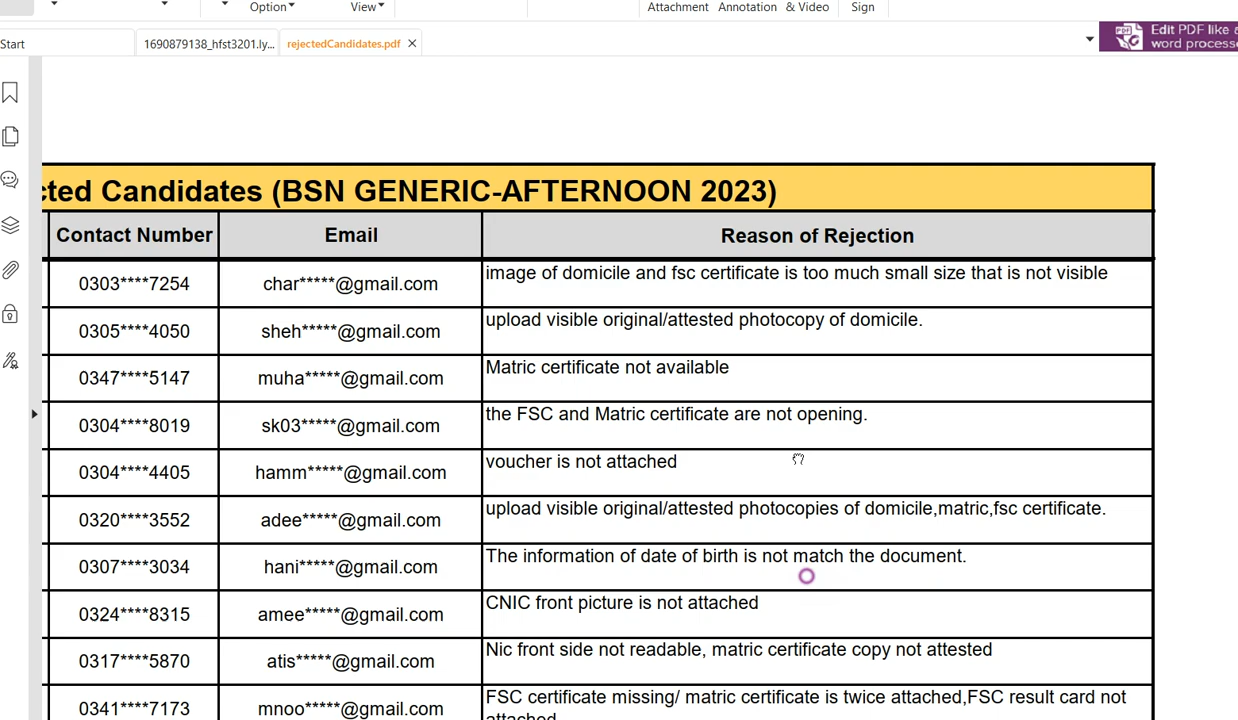 Option View Attachment Annotation & Video Sign
Start 1690879138_hfst3201.ly... rejectedCandidates.pdf Edit PDF like a
word process
cted Candidates (BSN GENERIC-AFTERNOON 2023)
Contact Number Email Reason of Rejection
0303****7254 char*****@gmail.com image of domicile and fsc certificate is too much small size that is not visible
0305****4050 sheh*****@gmail.com upload visible original/attested photocopy of domicile.
0347****5147 muha*****@gmail.com Matric certificate not available
0304****8019 sk03*****@gmail.com the FSC and Matric certificate are not opening.
0304****4405 hamm*****@gmail.com voucher is not attached
0320****3552 adee*****@gmail.com upload visible original/attested photocopies of domicile,matric,fsc certificate.
0307****3034 hani*****@gmail.com The information of date of birth is not match the document.
0324****8315 amee*****@gmail.com CNIC front picture is not attached
0317****5870 atis*****@gmail.com Nic front side not readable, matric certificate copy not attested
0341****7173 mnoo*****@gmail.com FSC certificate missing/ matric certificate is twice attached,FSC result card not
attached